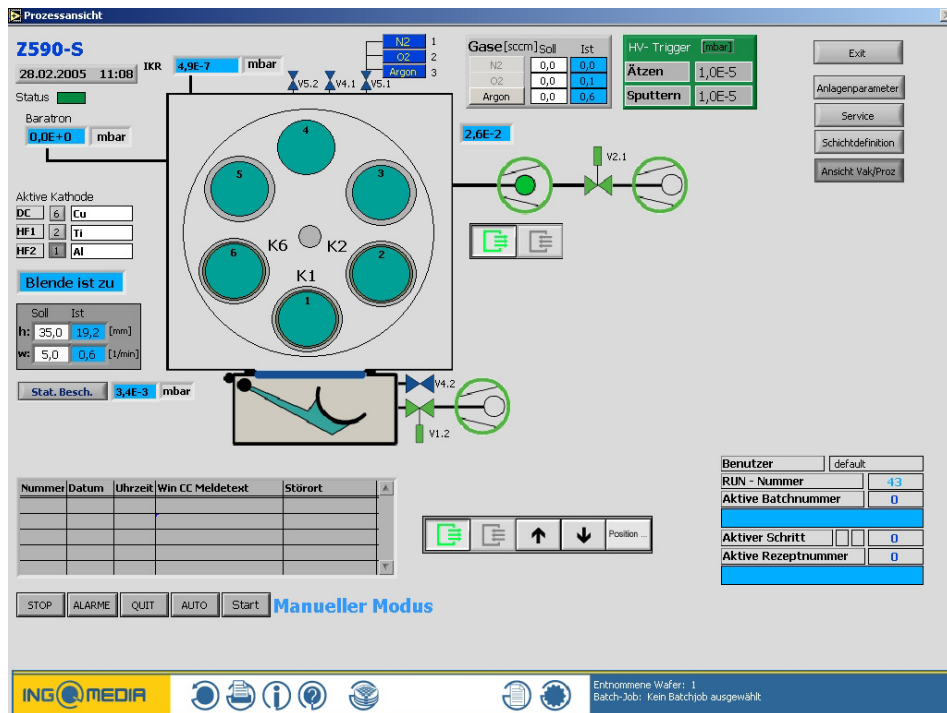 Prozessansicht
Z590-S
28.02.2005 11:08
IKR 4,9E-7 mbar
Status
Baratron
0,0E+0 mbar
N2 1
O2 2
Argon 3
V5.2 V4.1 V5.1
Gase[sccm] Soll Ist
N2 0,0 0,0
O2 0,0 0,1
Argon 0,0 0,6
HV- Trigger [mbar]
Ätzen 1,0E-5
Sputtern 1,0E-5
Exit
Anlagenparameter
Service
Schichtdefinition
Ansicht Vak/Proz
2,6E-2
V2.1
4
5
3
6
2
1
K6
K2
K1
Aktive Kathode
DC 6 Cu
HF1 2 Ti
HF2 1 Al
Blende ist zu
Soll Ist
h: 35,0 19,2 [mm]
w: 5,0 0,6 [1/min]
Stat. Besch. 3,4E-3 mbar
V4.2
V1.2
Nummer Datum Uhrzeit Win CC Meldetext Störort
Position ...
Benutzer default
RUN - Nummer 43
Aktive Batchnummer 0
Aktiver Schritt 0
Aktive Rezeptnummer 0
STOP ALARME QUIT AUTO Start Manueller Modus
ING MEDIA
Entnommene Wafer: 1
Batch-Job: Kein Batchjob ausgewählt